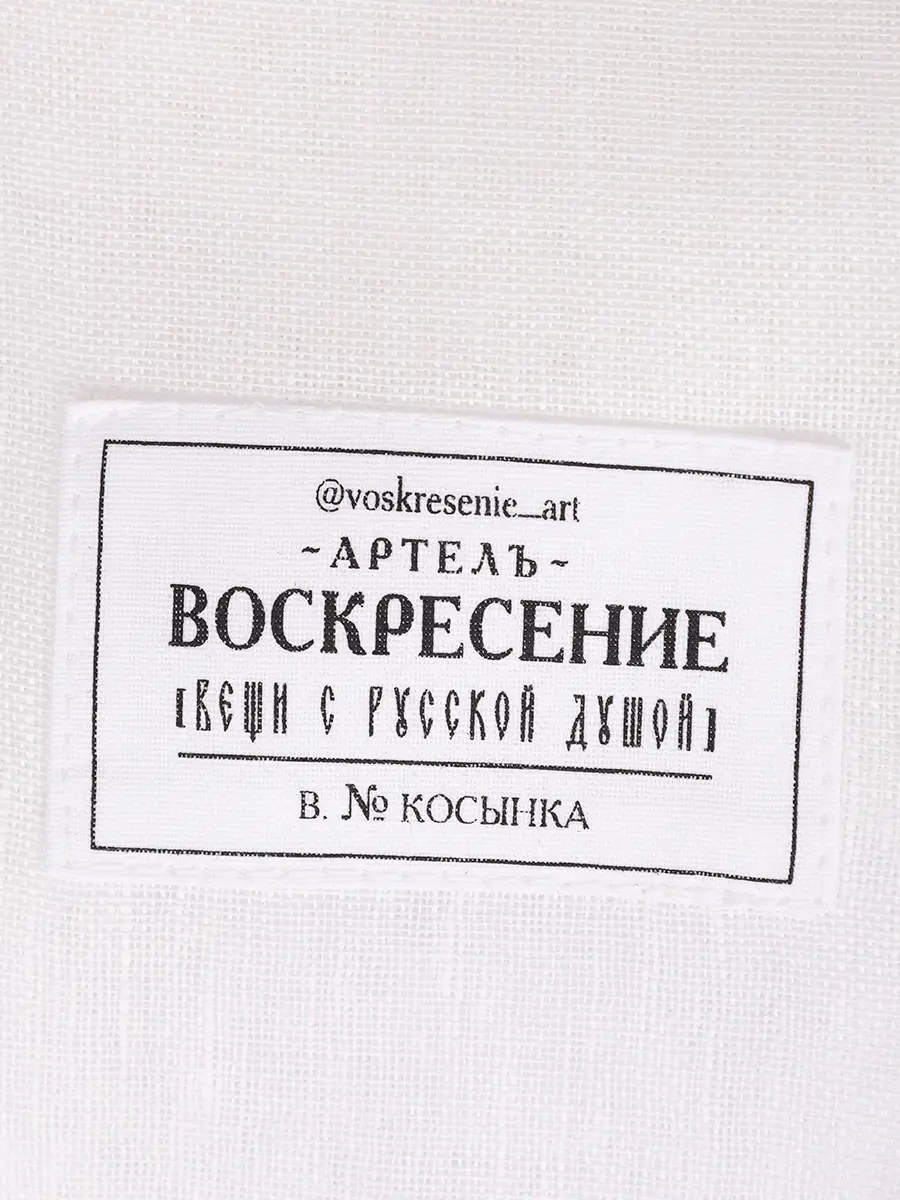 @voskresenie_art
~АРТЕЛЪ~
ВОСКРЕСЕНИЕ
[ВЕЩИ С РУССКОЙ ДУШОЙ]
В. № КОСЫНКА